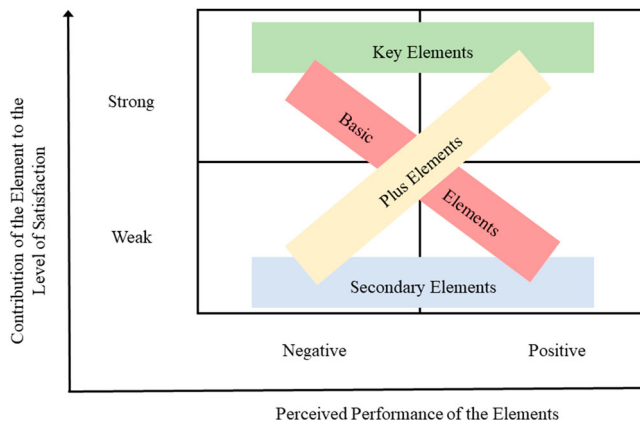 Contribution of the Element to the
Level of Satisfaction
Strong
Weak
Key Elements
Basic
Elements
Plus Elements
Secondary Elements
Negative
Positive
Perceived Performance of the Elements